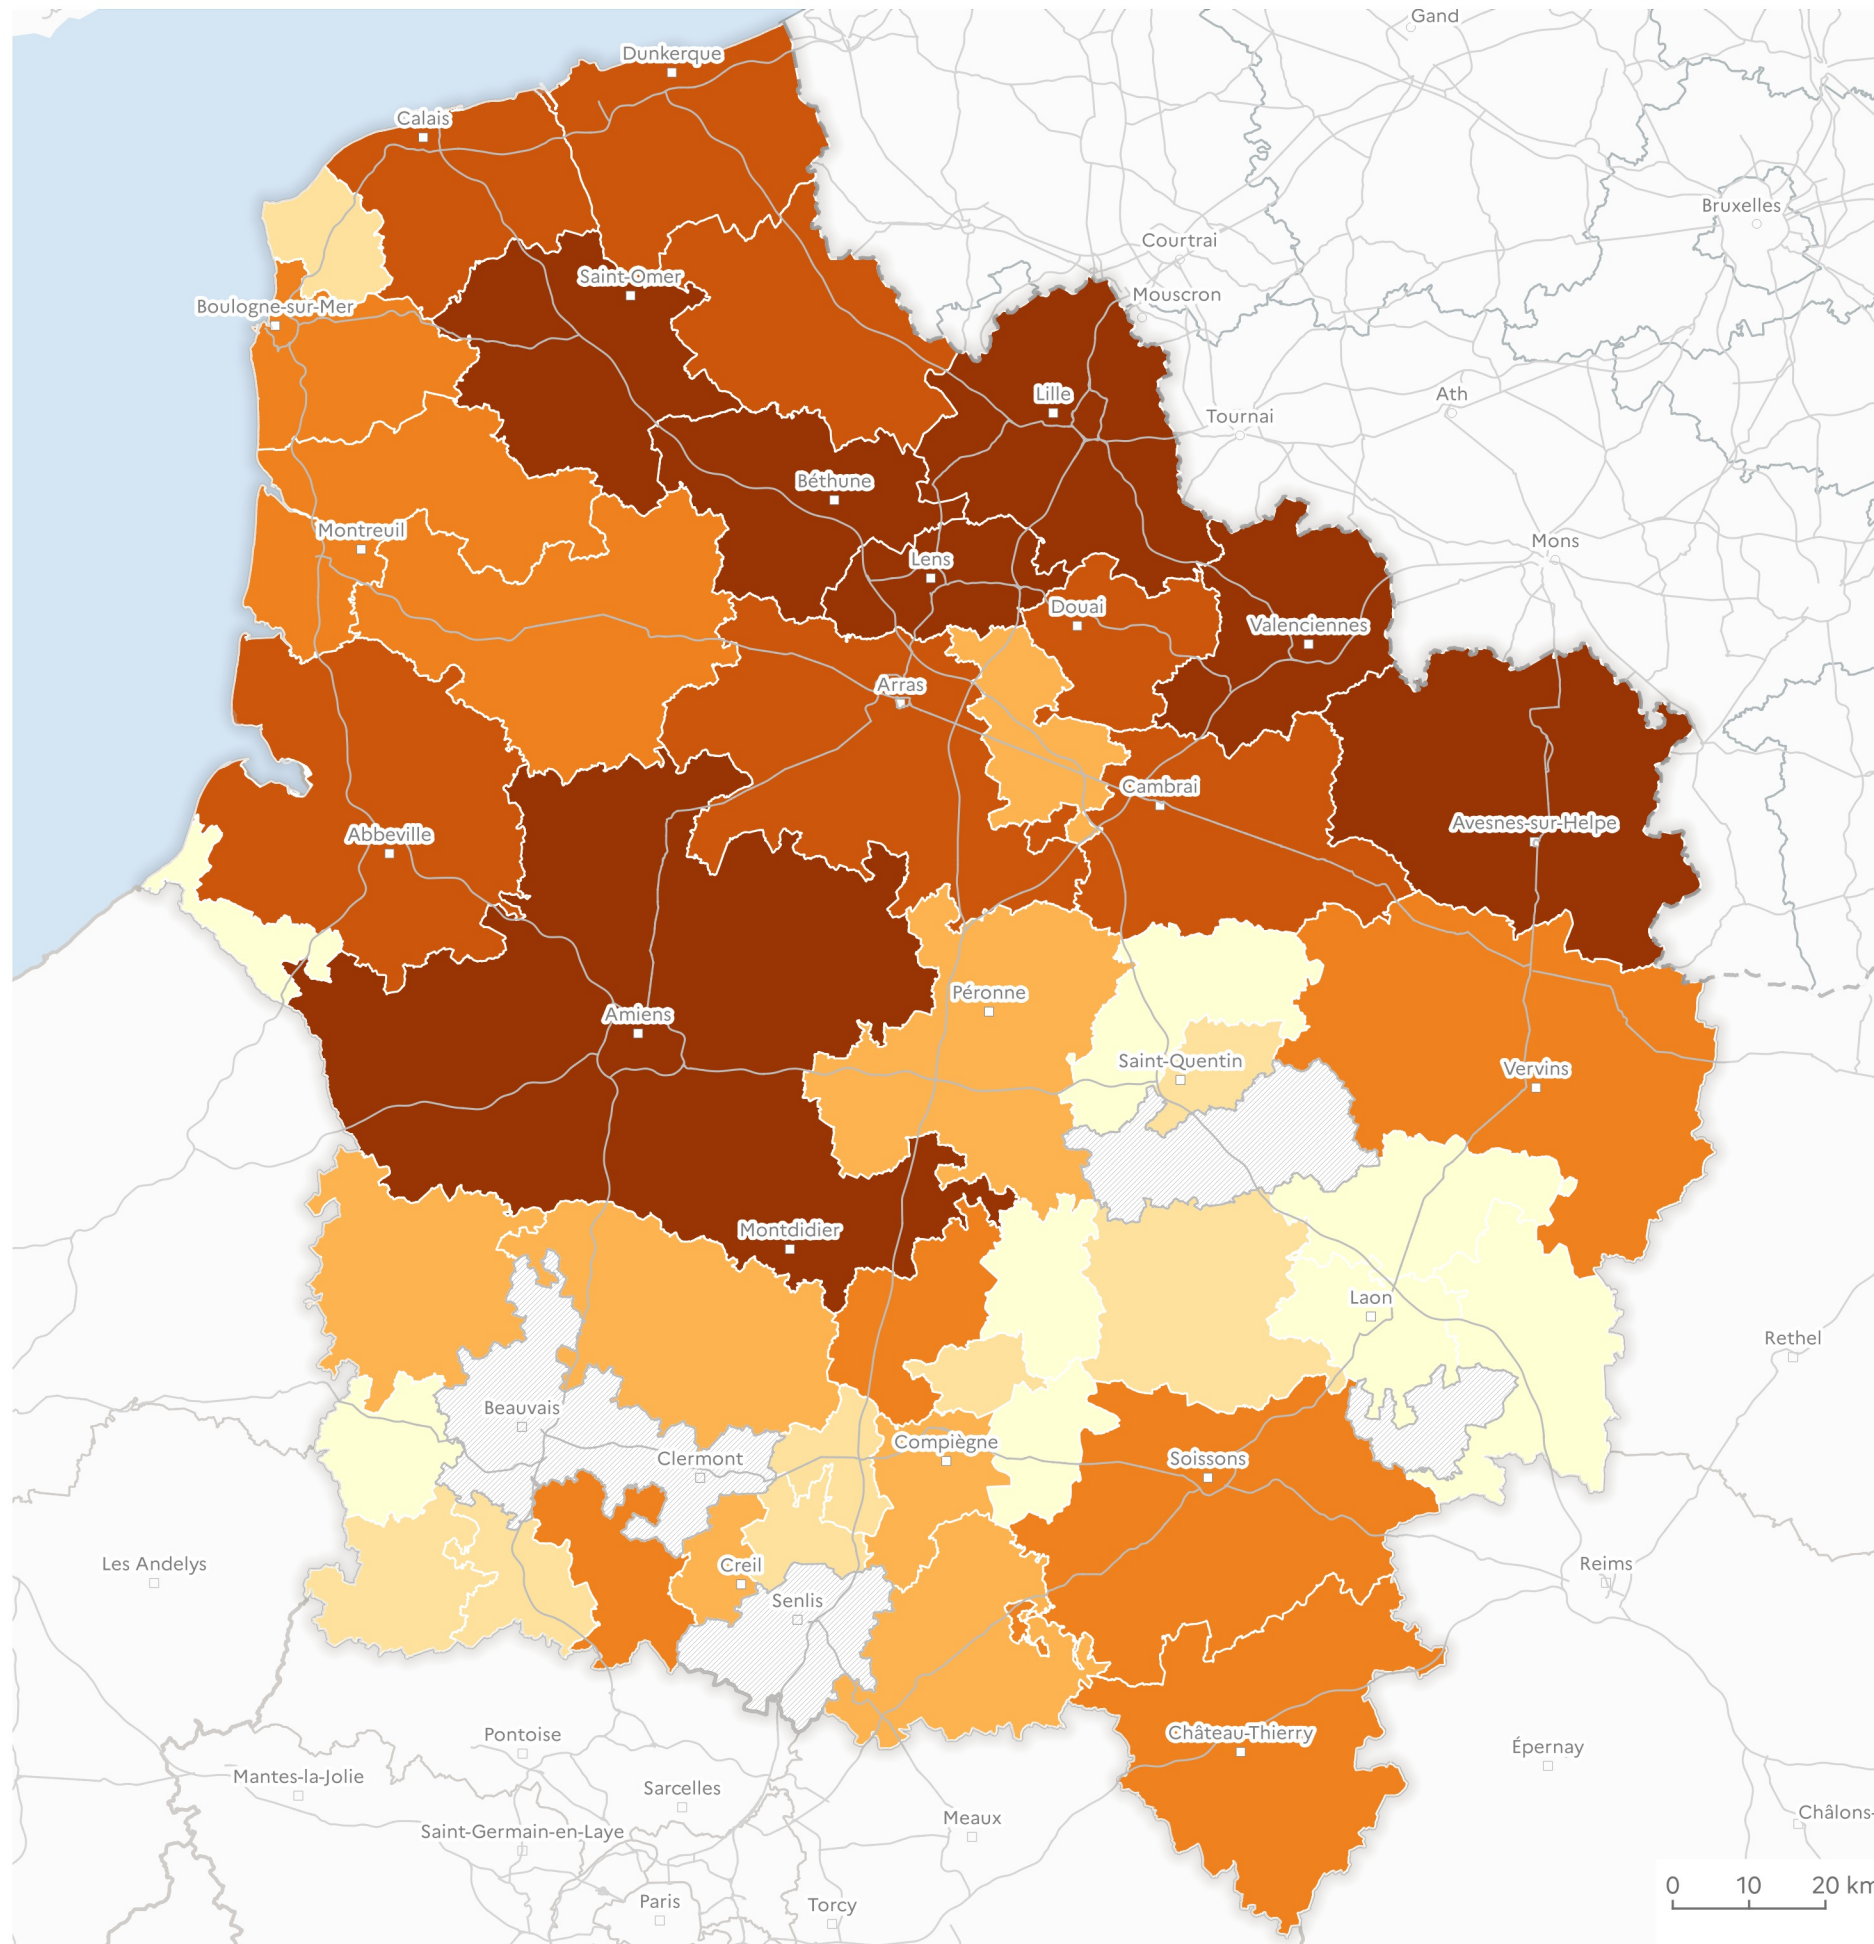 Gand
Dunkerque
Calais
Bruxelles
Courtrai
Saint-Omer
Mouscron
Boulogne-sur-Mer
Lille
Ath
Tournai
Béthune
Montreuil
Mons
Lens
Douai
Valenciennes
Arras
Cambrai
Abbeville
Avesnes-sur-Helpe
Péronne
Amiens
Saint-Quentin
Vervins
Montdidier
Laon
Rethel
Beauvais
Compiègne
Clermont
Soissons
Les Andelys
Creil
Reims
Senlis
Pontoise
Château-Thierry
Épernay
Mantes-la-Jolie
Sarcelles
Meaux
Châlons-
Saint-Germain-en-Laye
Paris
Torcy
0 10 20 km